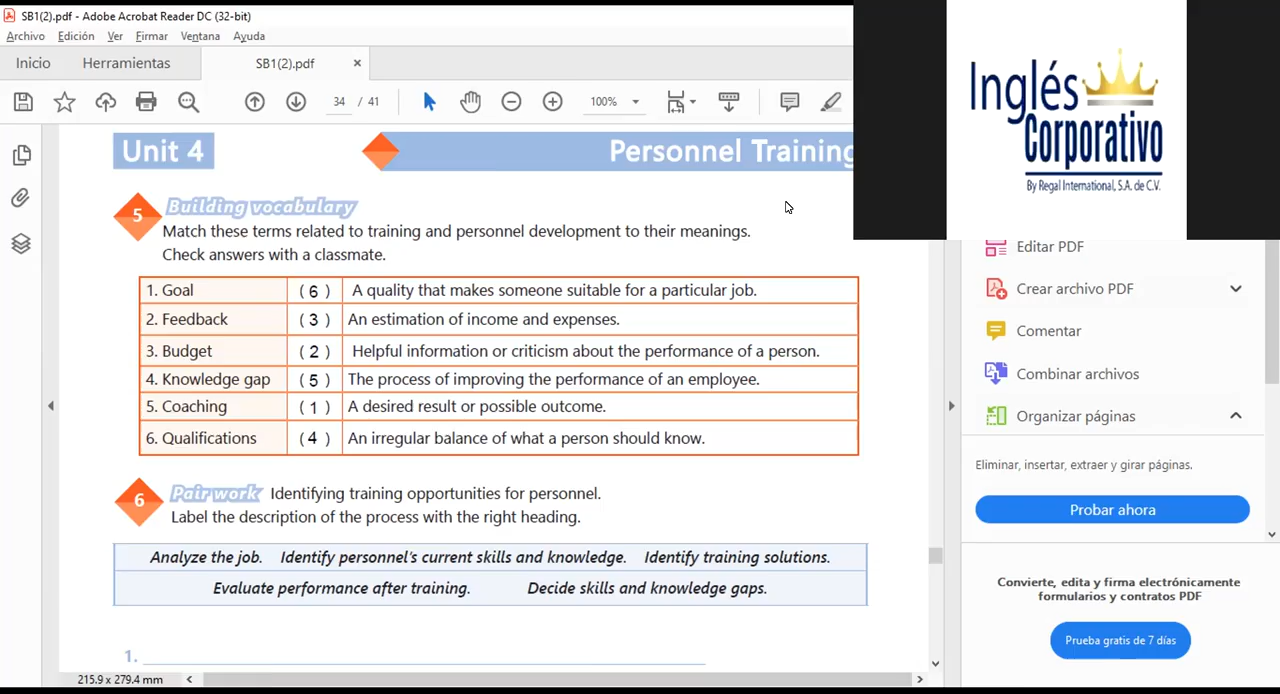 SB1(2).pdf - Adobe Acrobat Reader DC (32-bit)
Archivo Edición Ver Firmar Ventana Ayuda
Inicio Herramientas SB1(2).pdf ×
34 / 41 100%
Unit 4 Personnel Training
5 Building vocabulary
Match these terms related to training and personnel development to their meanings.
Check answers with a classmate.
1. Goal ( 6 ) A quality that makes someone suitable for a particular job.
2. Feedback ( 3 ) An estimation of income and expenses.
3. Budget ( 2 ) Helpful information or criticism about the performance of a person.
4. Knowledge gap ( 5 ) The process of improving the performance of an employee.
5. Coaching ( 1 ) A desired result or possible outcome.
6. Qualifications ( 4 ) An irregular balance of what a person should know.
6 Pair work Identifying training opportunities for personnel.
Label the description of the process with the right heading.
Analyze the job. Identify personnel's current skills and knowledge. Identify training solutions.
Evaluate performance after training. Decide skills and knowledge gaps.
1.
215.9 x 279.4 mm
Inglés
Corporativo
By Regal International, S.A. de C.V.
Editar PDF
Crear archivo PDF
Comentar
Combinar archivos
Organizar páginas
Eliminar, insertar, extraer y girar páginas.
Probar ahora
Convierte, edita y firma electrónicamente
formularios y contratos PDF
Prueba gratis de 7 días